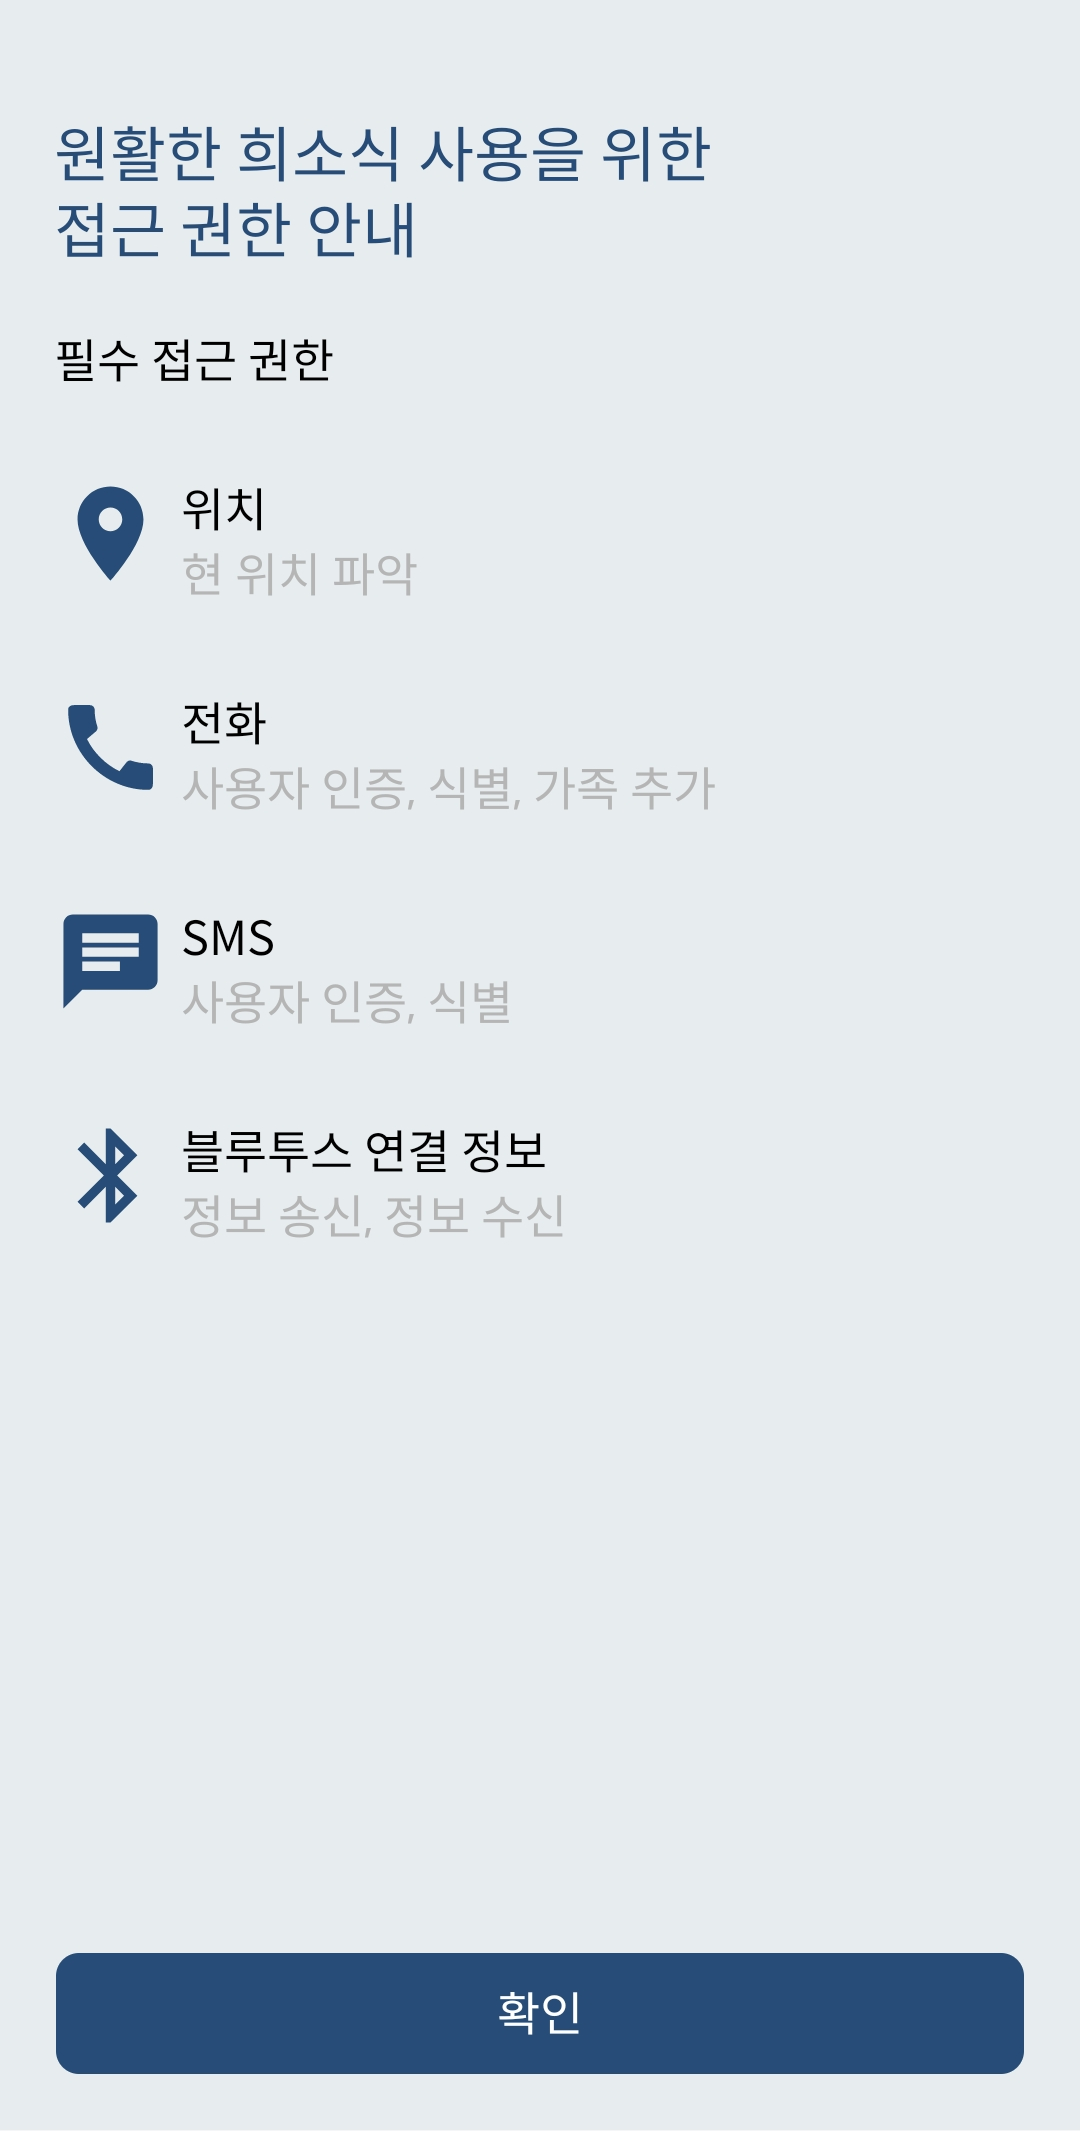 원활한 희소식 사용을 위한
접근 권한 안내
필수 접근 권한
위치
현 위치 파악
전화
사용자 인증, 식별, 가족 추가
SMS
사용자 인증, 식별
블루투스 연결 정보
정보 송신, 정보 수신
확인